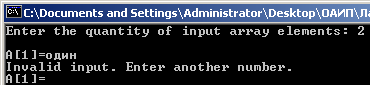 C:\Documents and Settings\Administrator\Desktop\ОАИП\Ла
Enter the quantity of input array elements: 2
A[1]=один
Invalid input. Enter another number.
A[1]=